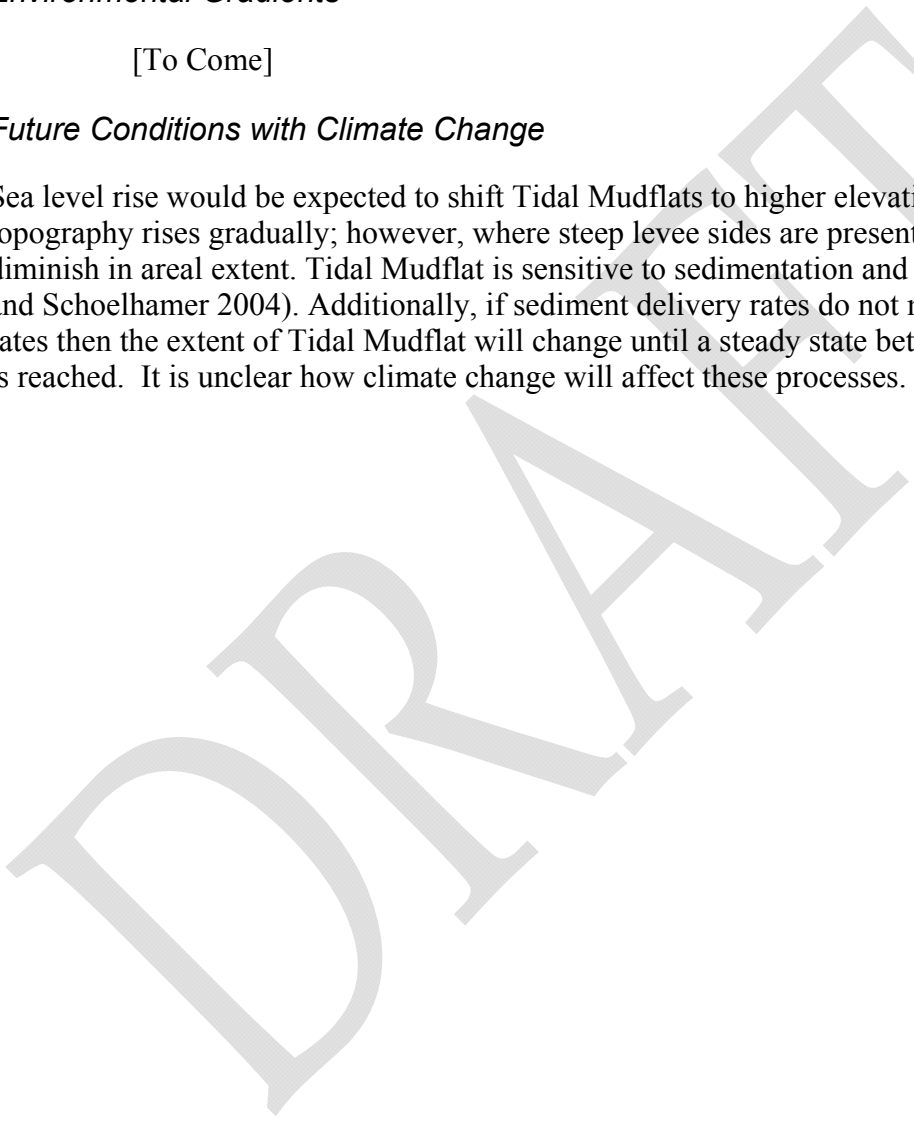 Environmental Gradients
[To Come]
Future Conditions with Climate Change
Sea level rise would be expected to shift Tidal Mudflats to higher
topography rises gradually; however, where steep levee sides are present
diminish in areal extent. Tidal Mudflat is sensitive to sedimentation and
and Schoelhamer 2004). Additionally, if sediment delivery rates do not
rates then the extent of Tidal Mudflat will change until a steady state
is reached. It is unclear how climate change will affect these processes.
DRAFT